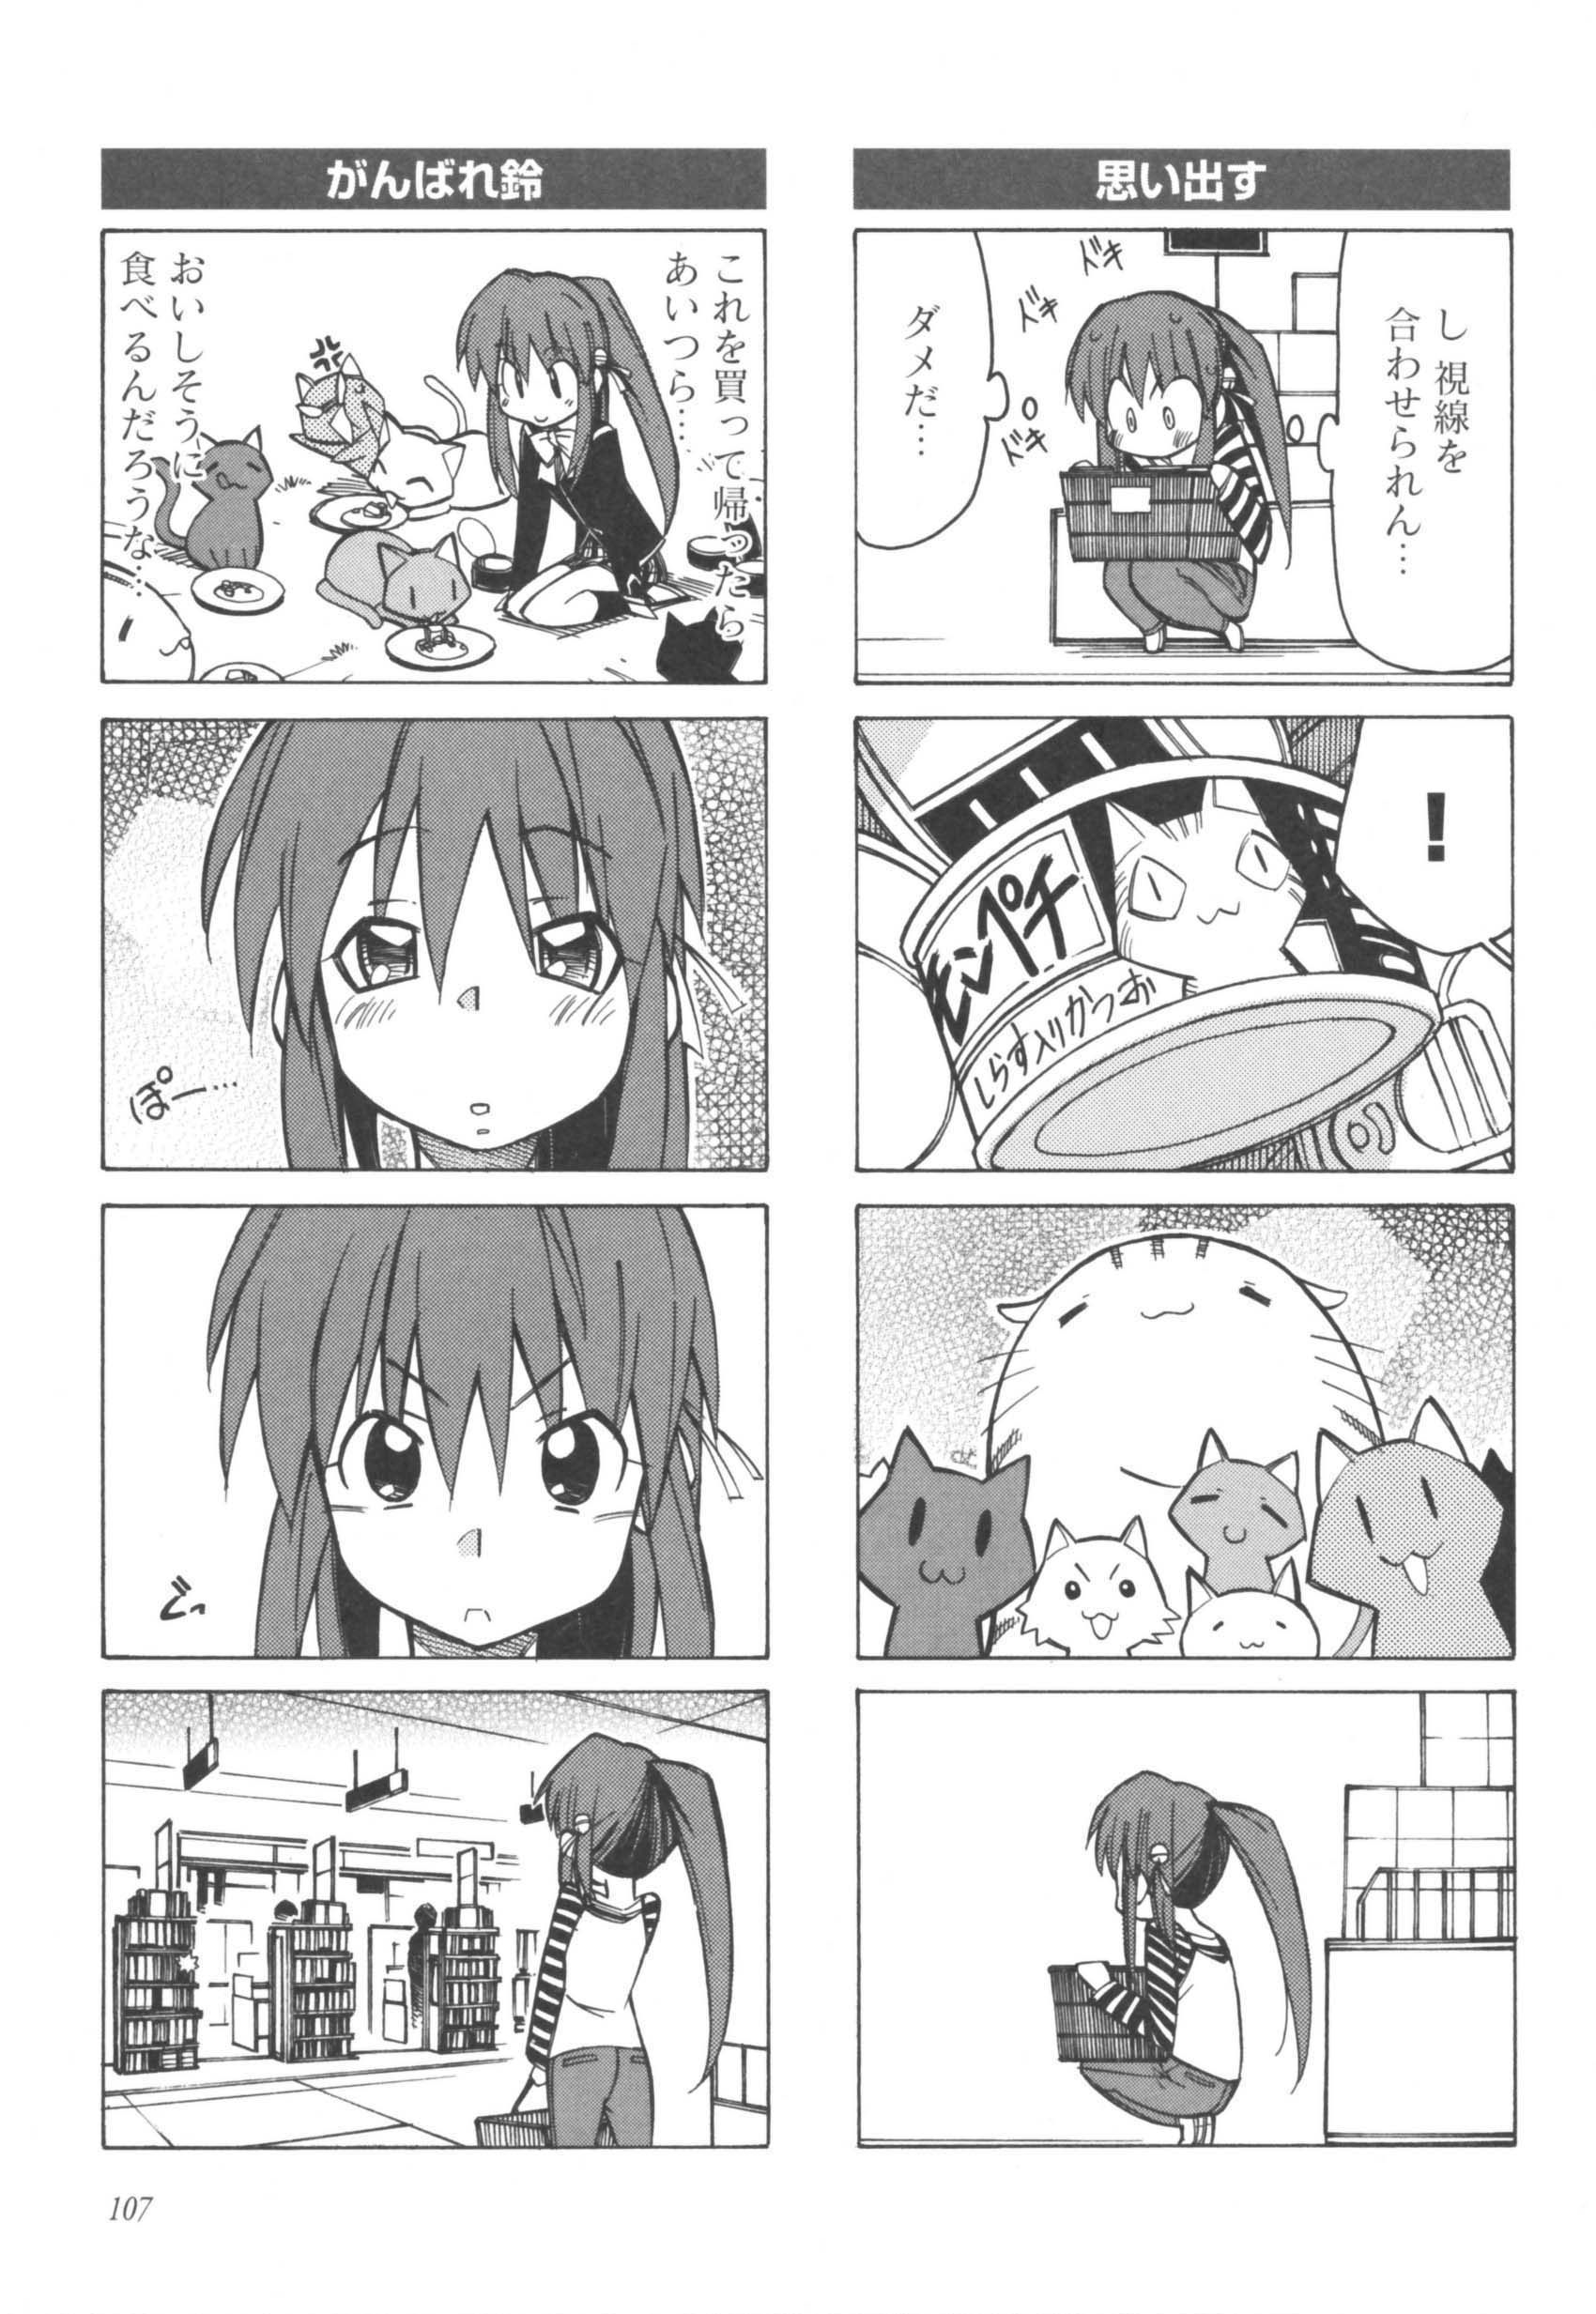 思い出す
し 視線を
合わせられん…
ドキ
ドキ
ドキ
ダメだ…
！
モンプチ
しらす入りかつお
がんばれ鈴
これを買って帰ったら
あいつら…
おいしそうに
食べるんだろうな…
ぽー…
107